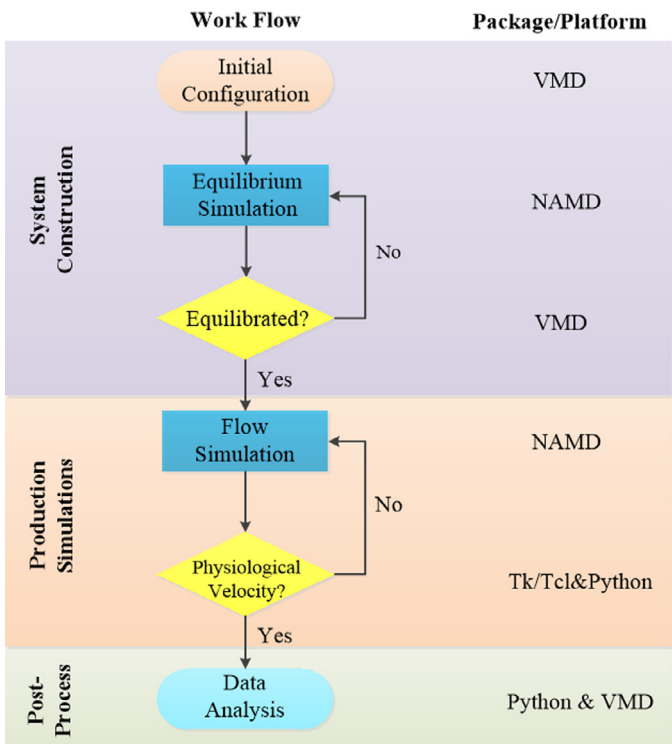 Work Flow
Package/Platform
System
Construction
Initial
Configuration
VMD
Equilibrium
Simulation
NAMD
No
Equilibrated?
VMD
Yes
Production
Simulations
Flow
Simulation
NAMD
No
Physiological
Velocity?
Tk/Tcl&Python
Yes
Post-
Process
Data
Analysis
Python & VMD